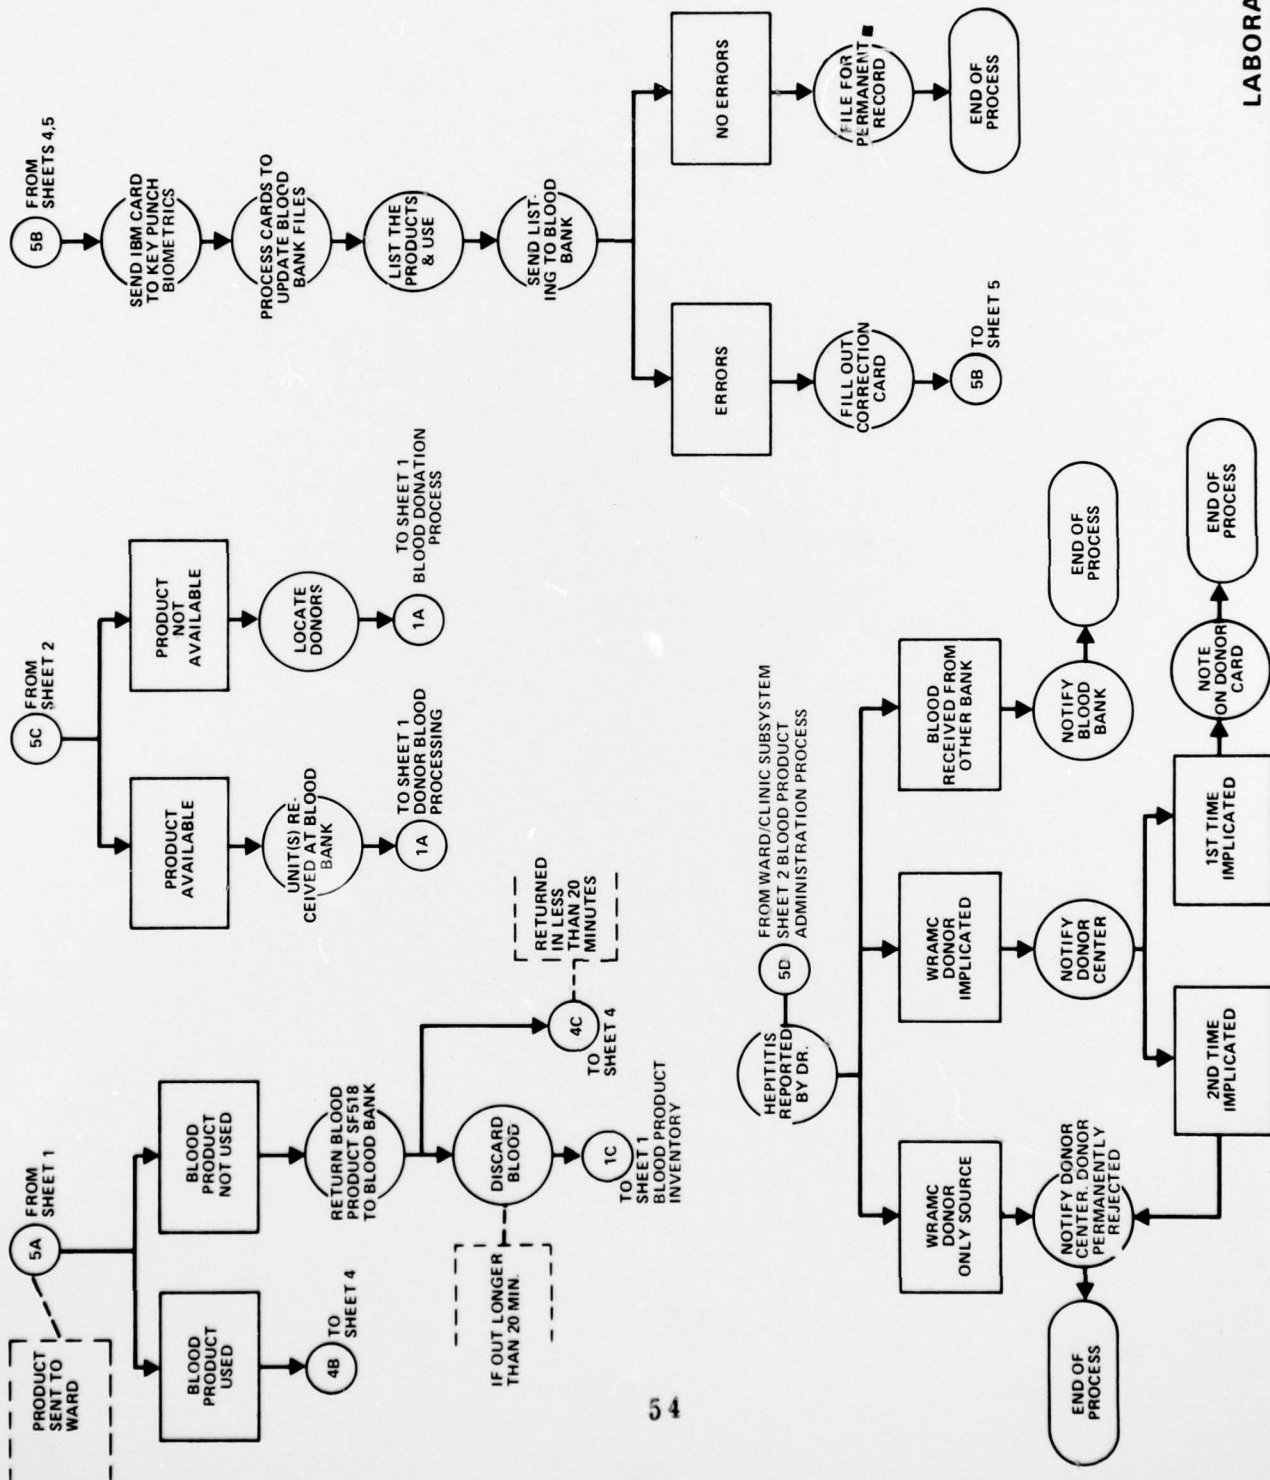 PRODUCT
SENT TO
WARD
5A
FROM
SHEET 1
BLOOD
PRODUCT
USED
4B
TO
SHEET 4
BLOOD
PRODUCT
NOT USED
RETURN BLOOD
PRODUCT SF518
TO BLOOD BANK
IF OUT LONGER
THAN 20 MIN.
DISCARD
BLOOD
1C
TO
SHEET 1
BLOOD PRODUCT
INVENTORY
4C
TO
SHEET 4
RETURNED
IN LESS
THAN 20
MINUTES
5C
FROM
SHEET 2
PRODUCT
AVAILABLE
UNIT(S) RE-
CEIVED AT BLOOD
BANK
1A
TO SHEET 1
DONOR BLOOD
PROCESSING
PRODUCT
NOT
AVAILABLE
LOCATE
DONORS
1A
TO SHEET 1
BLOOD DONATION
PROCESS
5B
FROM
SHEETS 4,5
SEND IBM CARD
TO KEY PUNCH
BIOMETRICS
PROCESS CARDS TO
UPDATE BLOOD
BANK FILES
LIST THE
PRODUCTS
& USE
SEND LIST-
ING TO BLOOD
BANK
ERRORS
FILL OUT
CORRECTION
CARD
5B
TO
SHEET 5
NO ERRORS
FILE FOR
PERMANENT
RECORD
END OF
PROCESS
HEPITITIS
REPORTED
BY DR.
5D
FROM WARD/CLINIC SUBSYSTEM
SHEET 2 BLOOD PRODUCT
ADMINISTRATION PROCESS
WRAMC
DONOR
ONLY SOURCE
NOTIFY DONOR
CENTER. DONOR
PERMANENTLY
REJECTED
END OF
PROCESS
WRAMC
DONOR
IMPLICATED
NOTIFY
DONOR
CENTER
2ND TIME
IMPLICATED
1ST TIME
IMPLICATED
NOTE
ON DONOR
CARD
END OF
PROCESS
BLOOD
RECEIVED FROM
OTHER BANK
NOTIFY
BLOOD
BANK
END OF
PROCESS
LABORA
54